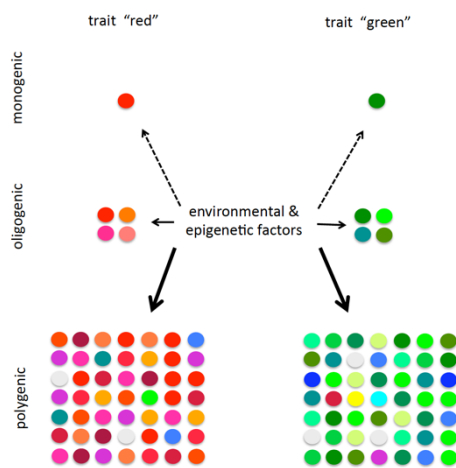 trait “red”
trait “green”
monogenic
oligogenic
environmental &
epigenetic factors
polygenic